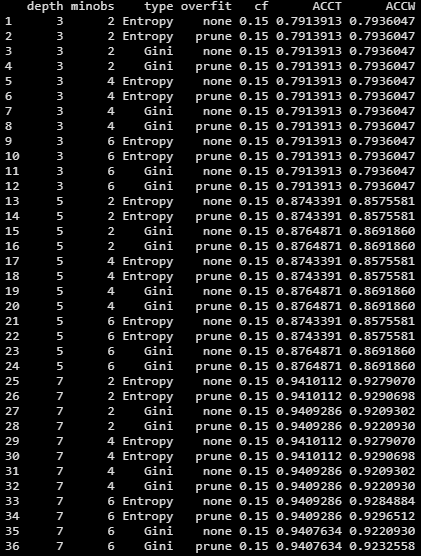 depth minobs type overfit cf ACCT ACCW
1 3 2 Entropy none 0.15 0.7913913 0.7936047
2 3 2 Entropy prune 0.15 0.7913913 0.7936047
3 3 2 Gini none 0.15 0.7913913 0.7936047
4 3 2 Gini prune 0.15 0.7913913 0.7936047
5 3 4 Entropy none 0.15 0.7913913 0.7936047
6 3 4 Entropy prune 0.15 0.7913913 0.7936047
7 3 4 Gini none 0.15 0.7913913 0.7936047
8 3 4 Gini prune 0.15 0.7913913 0.7936047
9 3 6 Entropy none 0.15 0.7913913 0.7936047
10 3 6 Entropy prune 0.15 0.7913913 0.7936047
11 3 6 Gini none 0.15 0.7913913 0.7936047
12 3 6 Gini prune 0.15 0.7913913 0.7936047
13 5 2 Entropy none 0.15 0.8743391 0.8575581
14 5 2 Entropy prune 0.15 0.8743391 0.8575581
15 5 2 Gini none 0.15 0.8764871 0.8691860
16 5 2 Gini prune 0.15 0.8764871 0.8691860
17 5 4 Entropy none 0.15 0.8743391 0.8575581
18 5 4 Entropy prune 0.15 0.8743391 0.8575581
19 5 4 Gini none 0.15 0.8764871 0.8691860
20 5 4 Gini prune 0.15 0.8764871 0.8691860
21 5 6 Entropy none 0.15 0.8743391 0.8575581
22 5 6 Entropy prune 0.15 0.8743391 0.8575581
23 5 6 Gini none 0.15 0.8764871 0.8691860
24 5 6 Gini prune 0.15 0.8764871 0.8691860
25 7 2 Entropy none 0.15 0.9410112 0.9279070
26 7 2 Entropy prune 0.15 0.9410112 0.9290698
27 7 2 Gini none 0.15 0.9409286 0.9209302
28 7 2 Gini prune 0.15 0.9409286 0.9220930
29 7 4 Entropy none 0.15 0.9410112 0.9279070
30 7 4 Entropy prune 0.15 0.9410112 0.9290698
31 7 4 Gini none 0.15 0.9409286 0.9209302
32 7 4 Gini prune 0.15 0.9409286 0.9220930
33 7 6 Entropy none 0.15 0.9409286 0.9284884
34 7 6 Entropy prune 0.15 0.9409286 0.9296512
35 7 6 Gini none 0.15 0.9407634 0.9220930
36 7 6 Gini prune 0.15 0.9407634 0.9232558